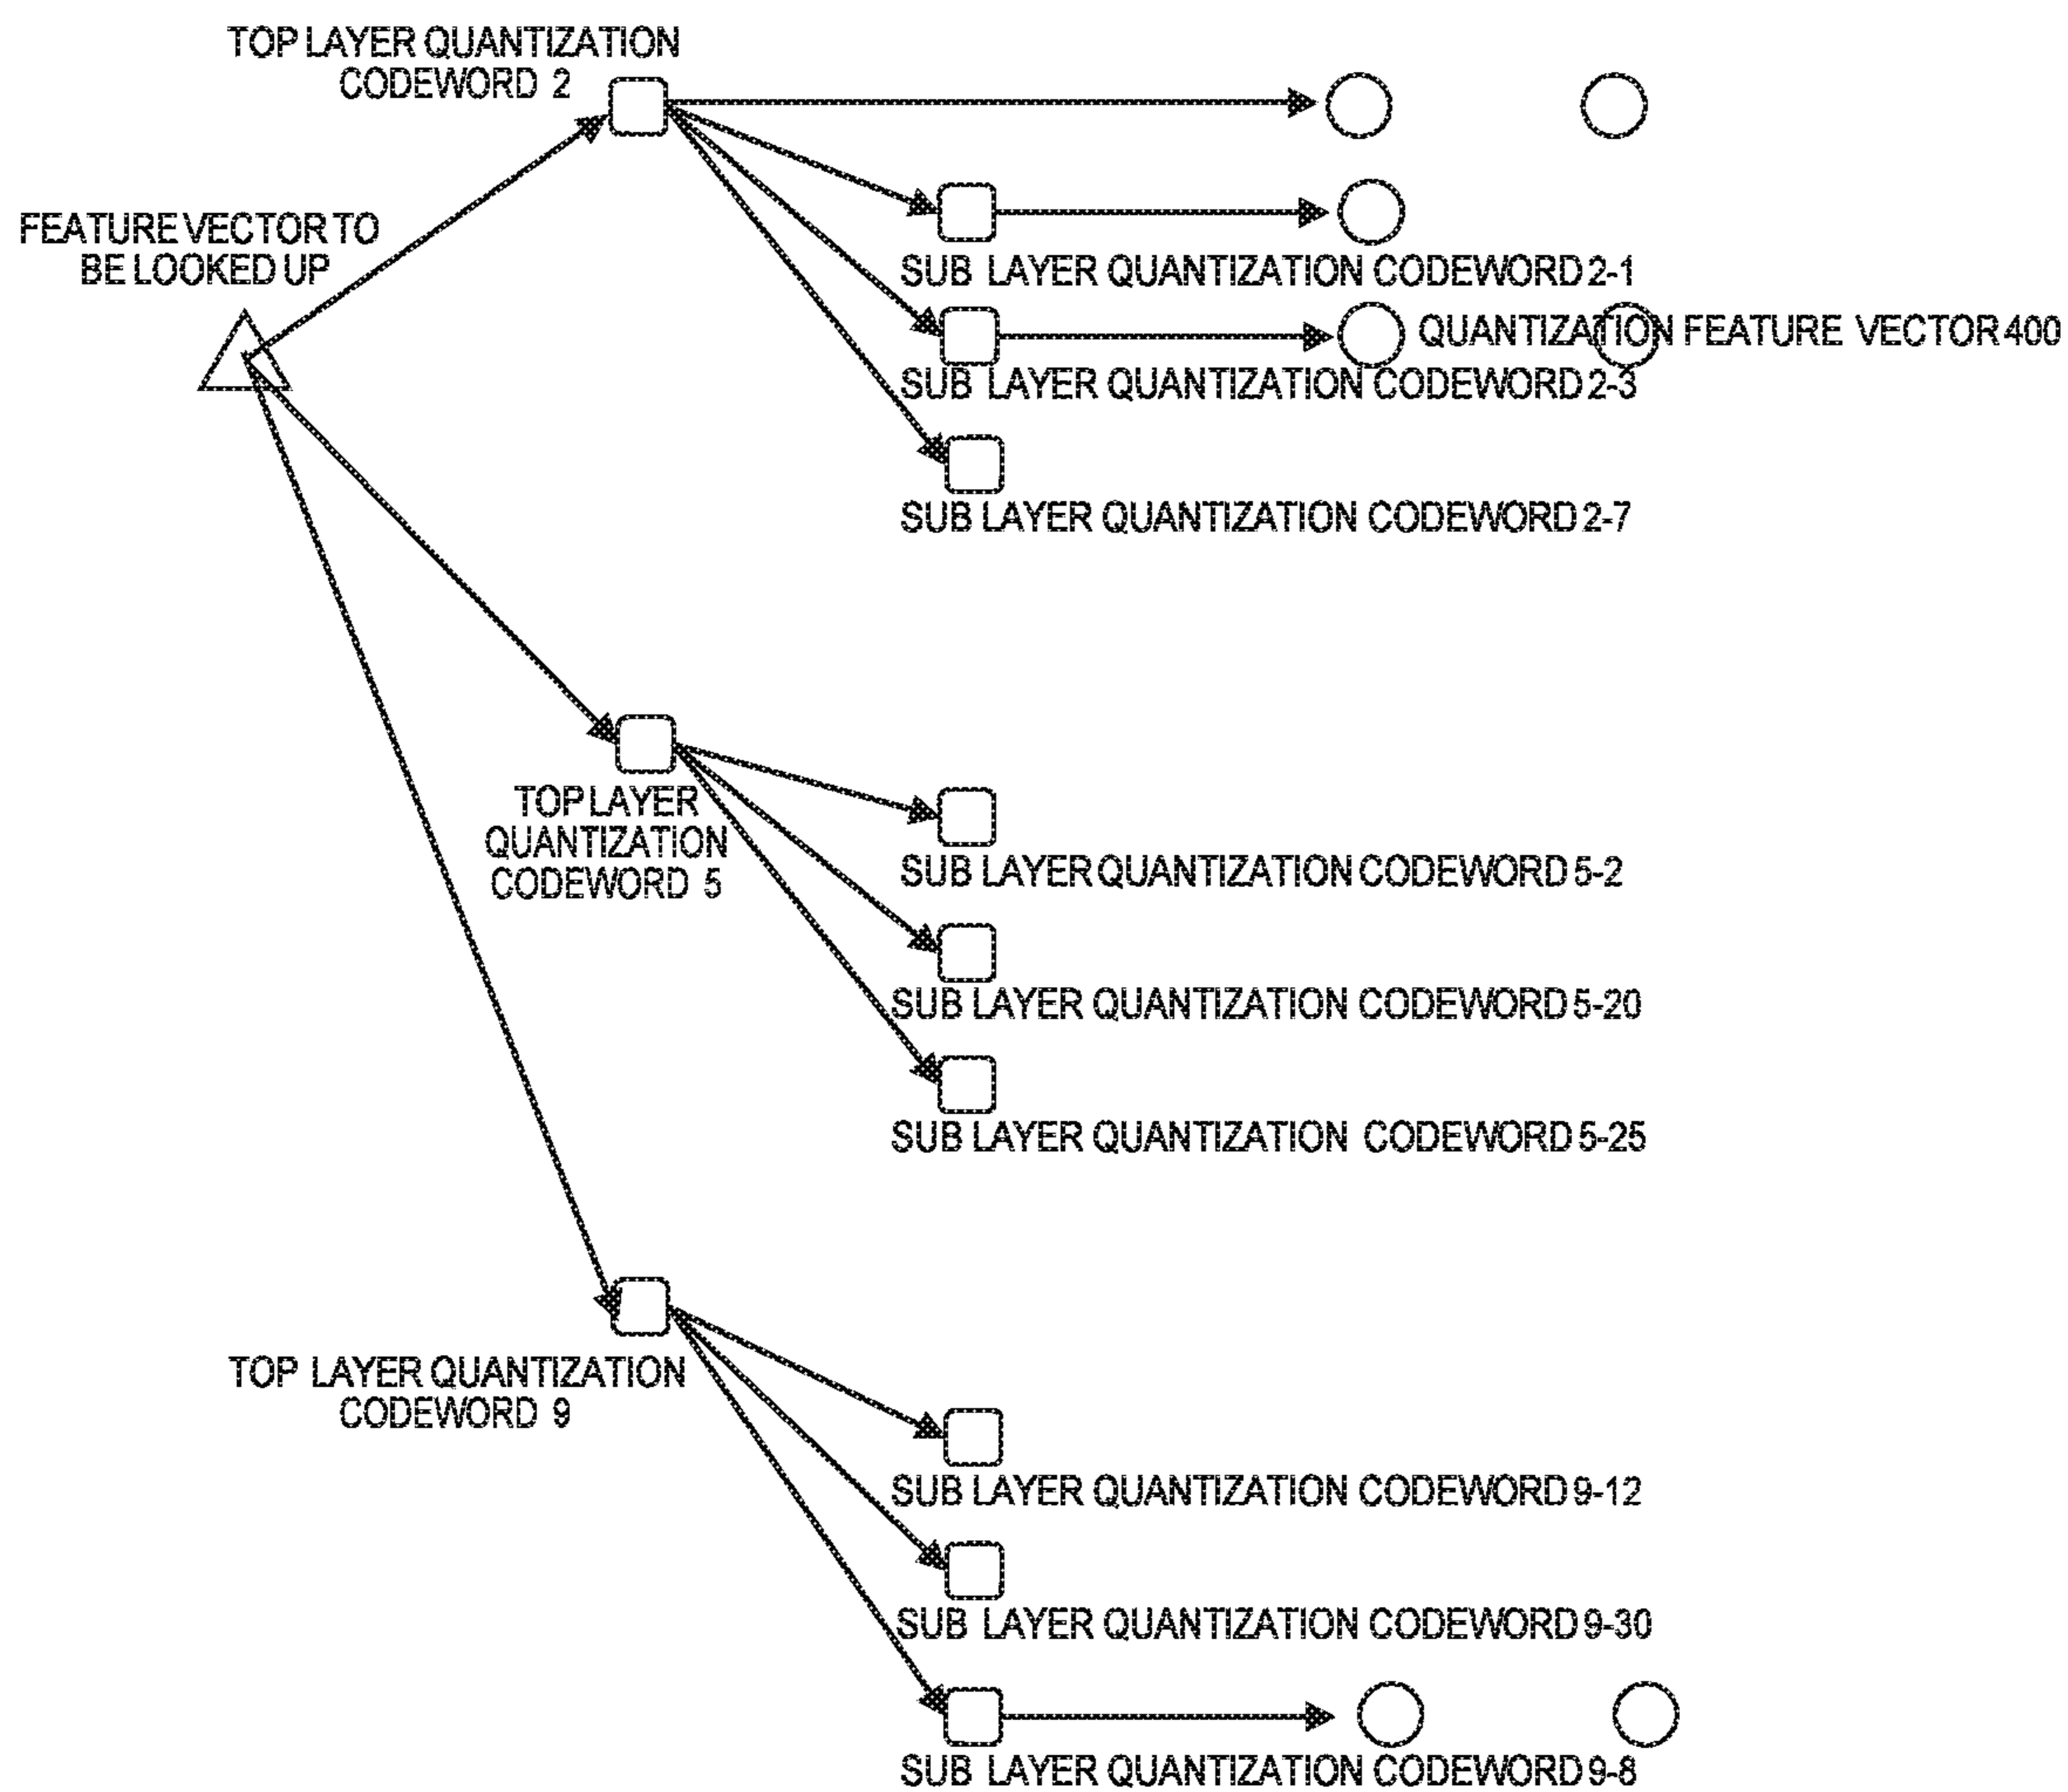 TOP LAYER QUANTIZATION
CODEWORD 2
FEATURE VECTOR TO
BE LOOKED UP
SUB LAYER QUANTIZATION CODEWORD 2-1
QUANTIZATION FEATURE VECTOR 400
SUB LAYER QUANTIZATION CODEWORD 2-3
SUB LAYER QUANTIZATION CODEWORD 2-7
TOP LAYER
QUANTIZATION
CODEWORD 5
SUB LAYER QUANTIZATION CODEWORD 5-2
SUB LAYER QUANTIZATION CODEWORD 5-20
SUB LAYER QUANTIZATION CODEWORD 5-25
TOP LAYER QUANTIZATION
CODEWORD 9
SUB LAYER QUANTIZATION CODEWORD 9-12
SUB LAYER QUANTIZATION CODEWORD 9-30
SUB LAYER QUANTIZATION CODEWORD 9-8